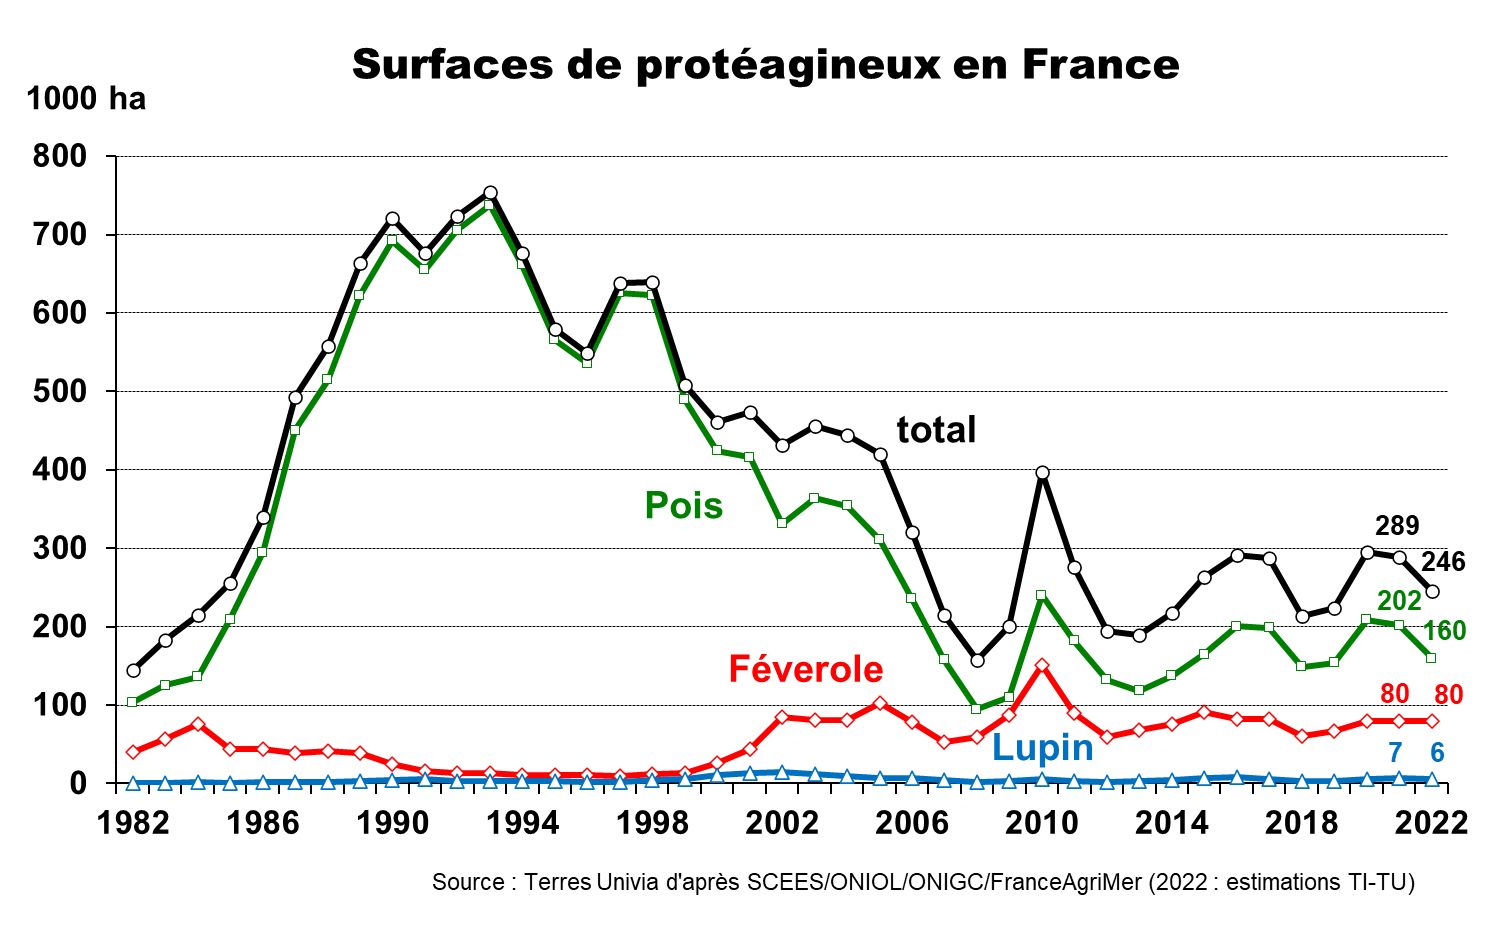 Surfaces de protéagineux en France
1000 ha
800
700
600
500
400
300
200
100
0
total
Pois
Féverole
Lupin
289
246
202
160
80 80
7 6
1982 1986 1990 1994 1998 2002 2006 2010 2014 2018 2022
Source : Terres Univia d'après SCEES/ONIOL/ONIGC/FranceAgriMer (2022 : estimations TI-TU)